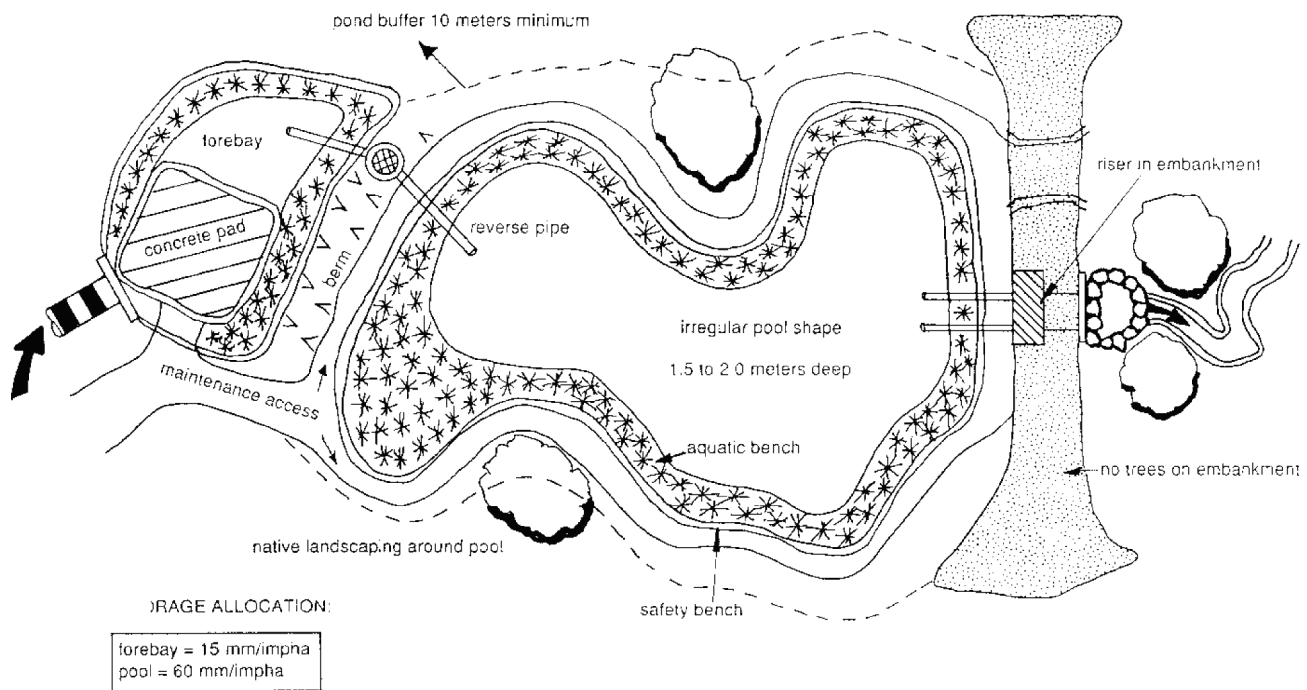 pond buffer 10 meters minimum
forebay
riser in embankment
concrete pad
reverse pipe
berm
irregular pool shape
1.5 to 2.0 meters deep
maintenance access
aquatic bench
no trees on embankment
native landscaping around pool
safety bench
RAGE ALLOCATION:
forebay = 15 mm/impha
pool = 60 mm/impha